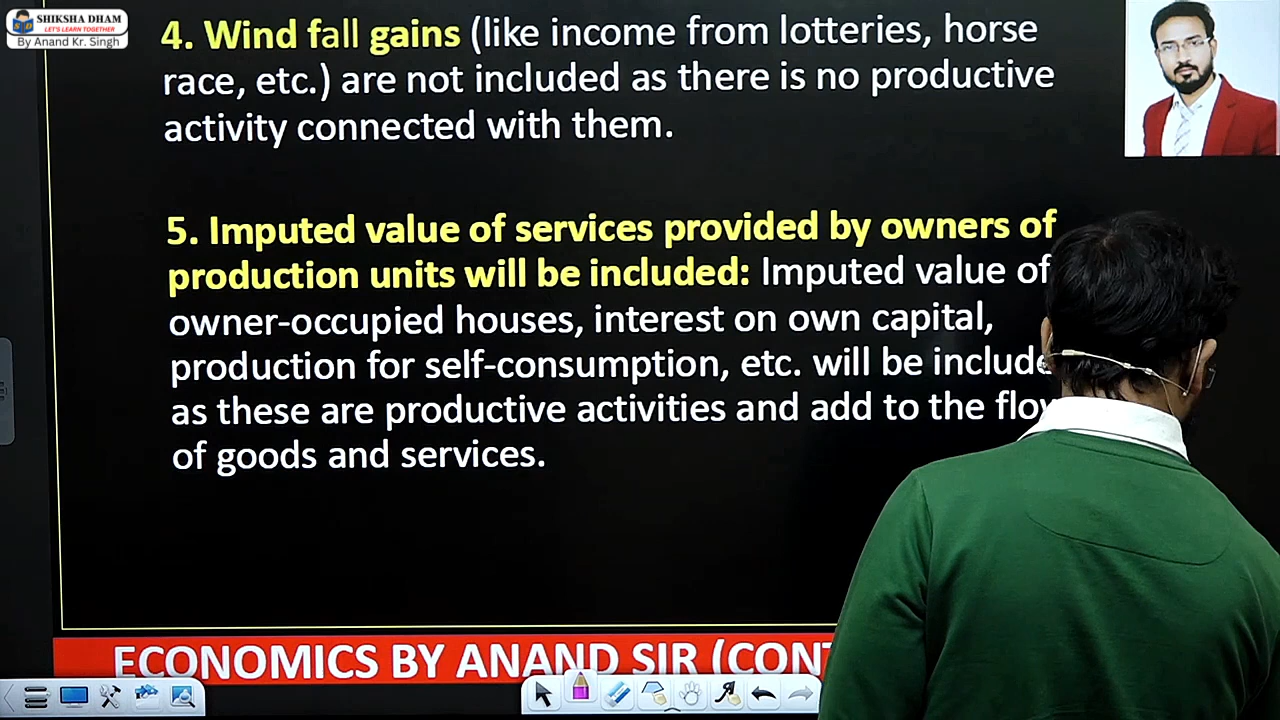 SHIKSHA DHAM
LET'S LEARN TOGETHER
By Anand Kr. Singh
4. Wind fall gains (like income from lotteries, horse
race, etc.) are not included as there is no productive
activity connected with them.
5. Imputed value of services provided by owners of
production units will be included: Imputed value of
owner-occupied houses, interest on own capital,
production for self-consumption, etc. will be
as these are productive activities and add to the
of goods and services.
ECONOMICS BY ANAND SIR